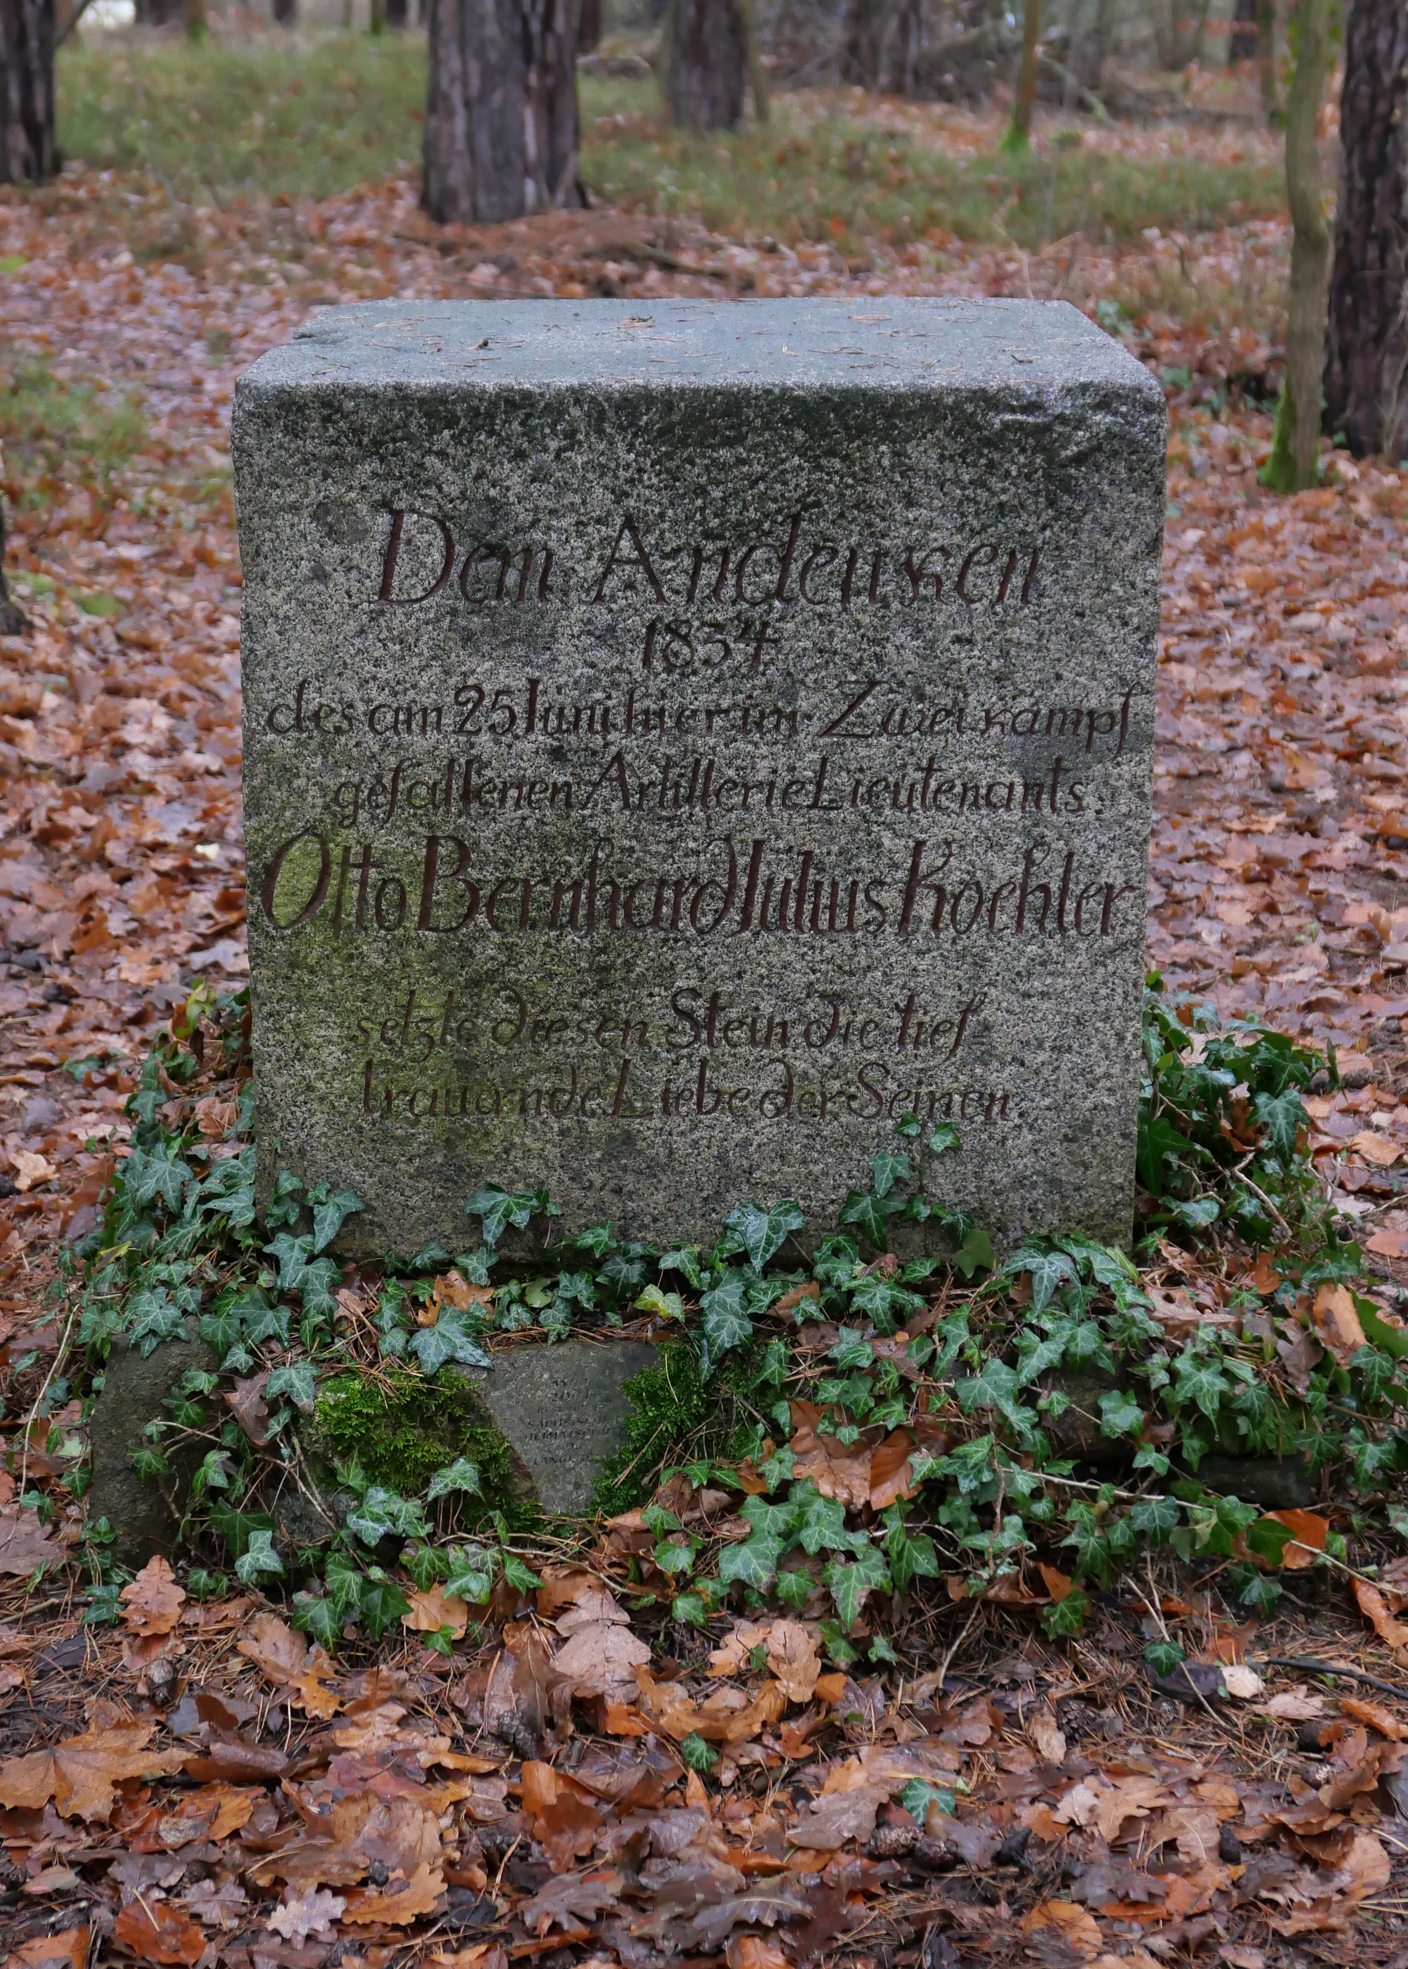 Dem Andenken
1834
des am 25 Juni hier im Zweikampf
gefallenen Artillerie Lieutenants
Otto Bernhard Julius Koehler
setzte diesen Stein die tief-
trauernde Liebe der Seinen